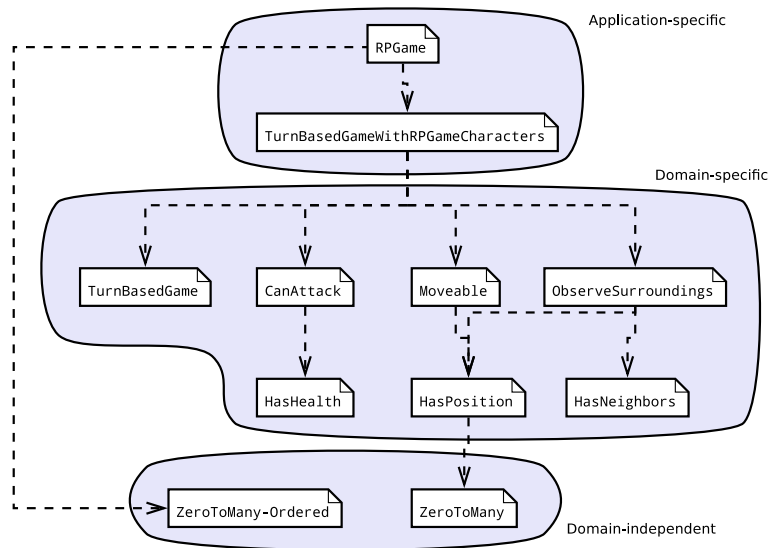 Application-specific
RPGame
TurnBasedGameWithRPGameCharacters
Domain-specific
TurnBasedGame
CanAttack
Moveable
ObserveSurroundings
HasHealth
HasPosition
HasNeighbors
ZeroToMany-Ordered
ZeroToMany
Domain-independent